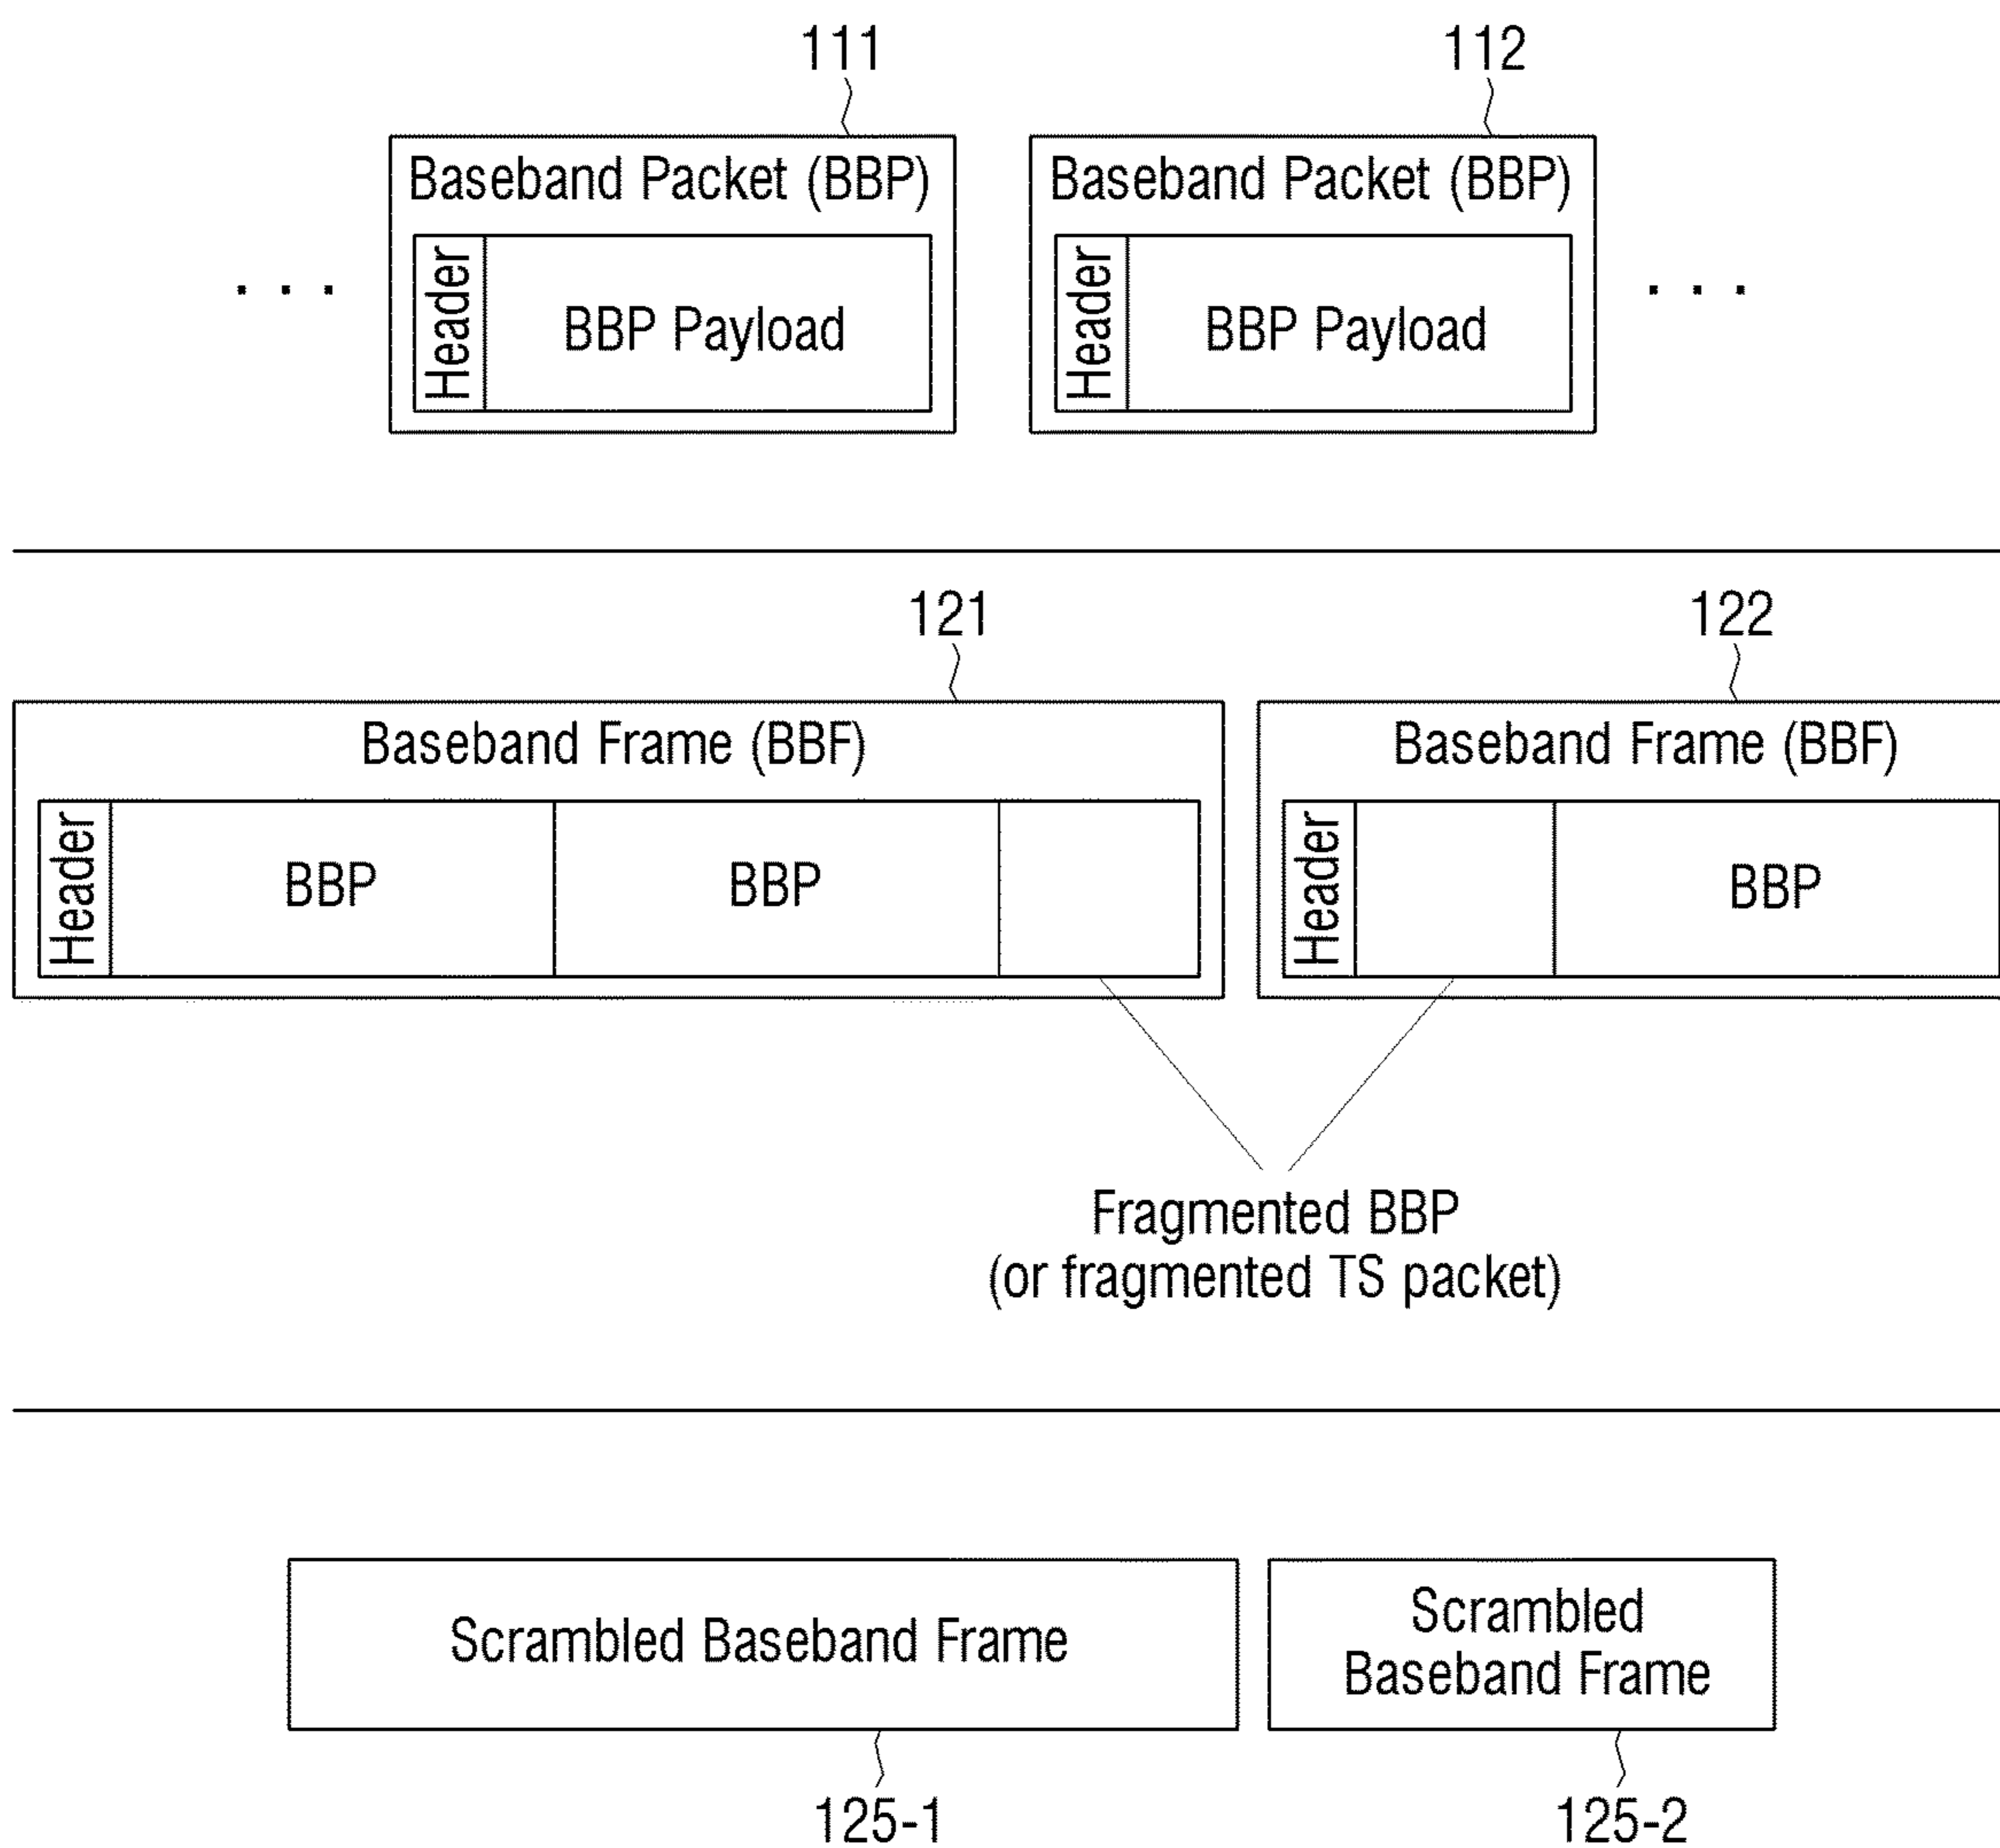 111
112
Baseband Packet (BBP)
Baseband Packet (BBP)
. . .
Header
BBP Payload
Header
BBP Payload
. . .
121
122
Baseband Frame (BBF)
Baseband Frame (BBF)
Header
BBP
BBP
Header
BBP
Fragmented BBP
(or fragmented TS packet)
Scrambled Baseband Frame
Scrambled
Baseband Frame
125-1
125-2